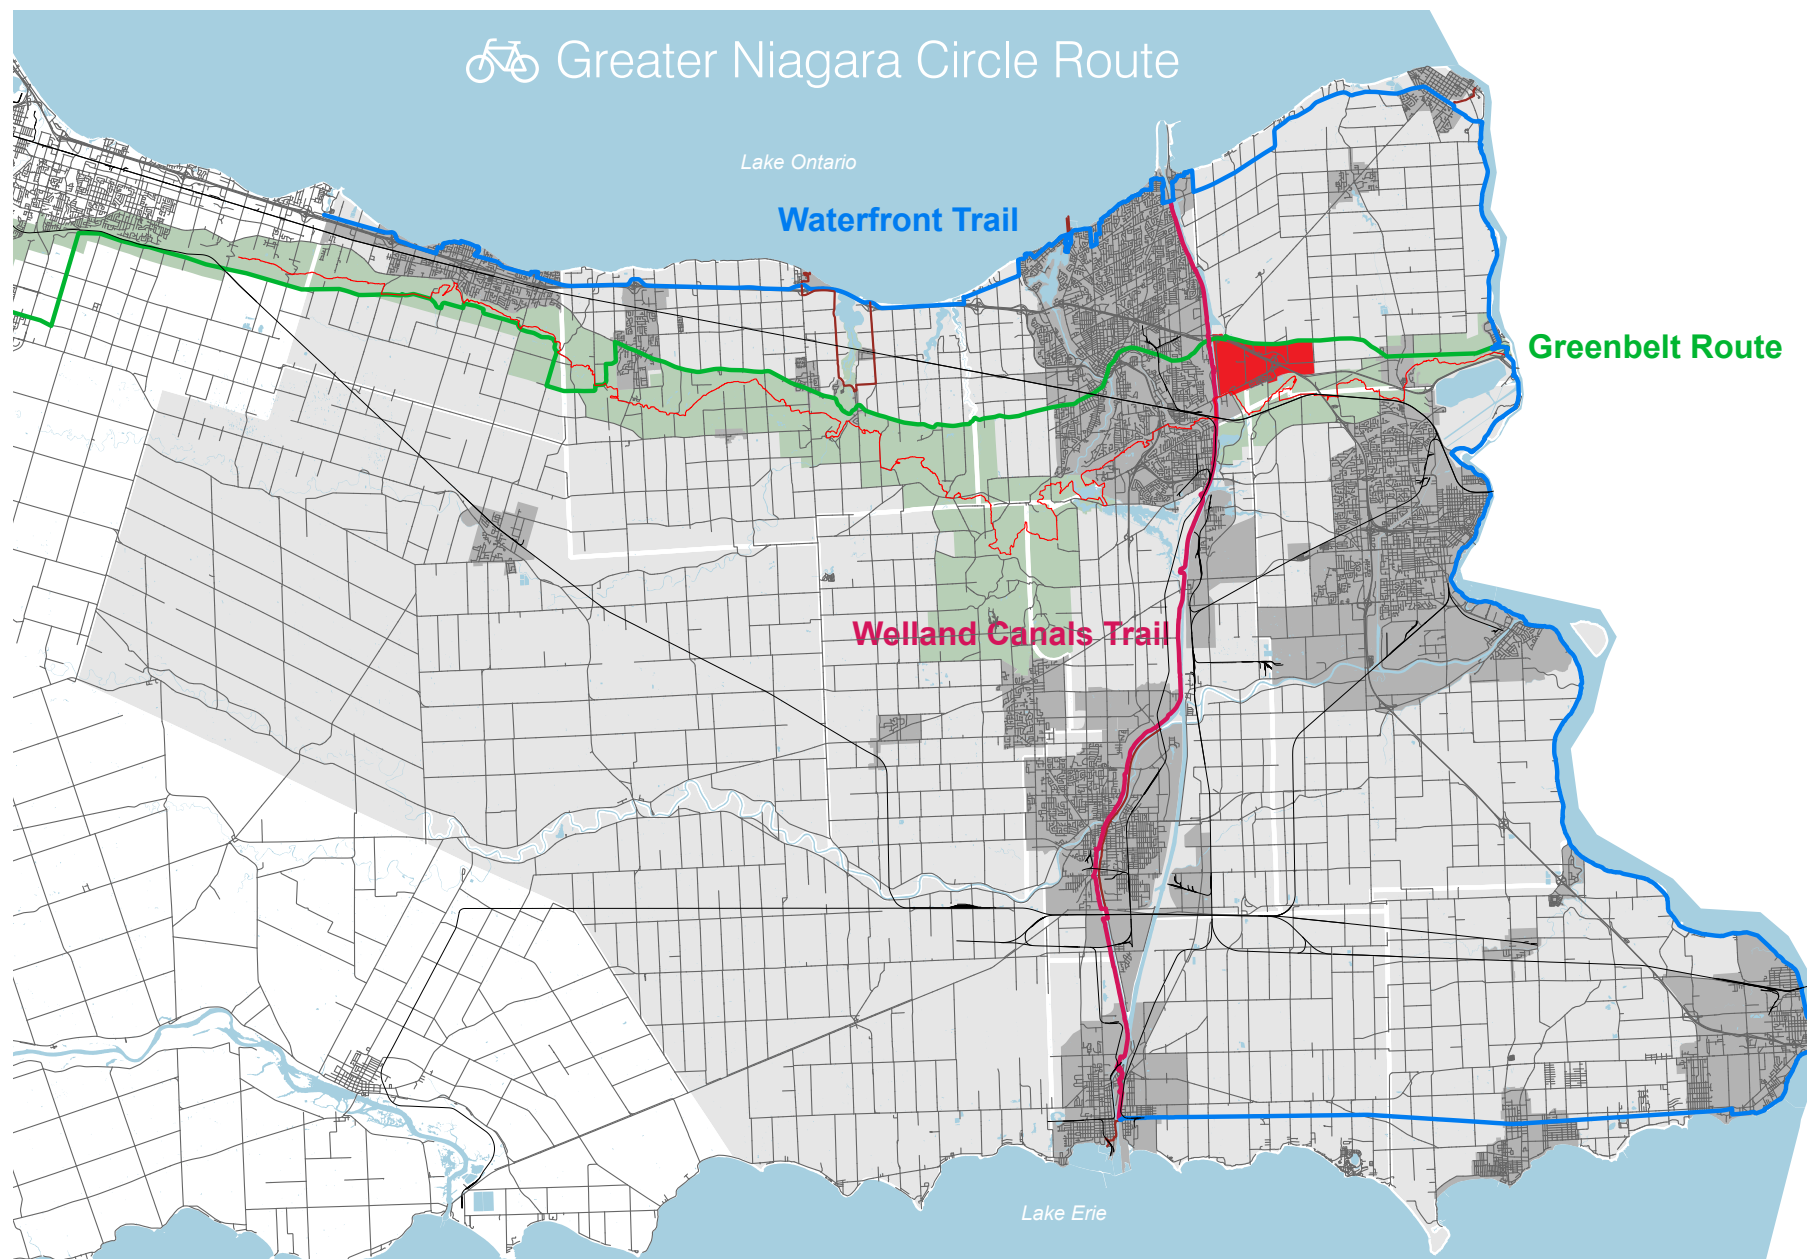 Greater Niagara Circle Route
Lake Ontario
Waterfront Trail
Greenbelt Route
Welland Canals Trail
Lake Erie